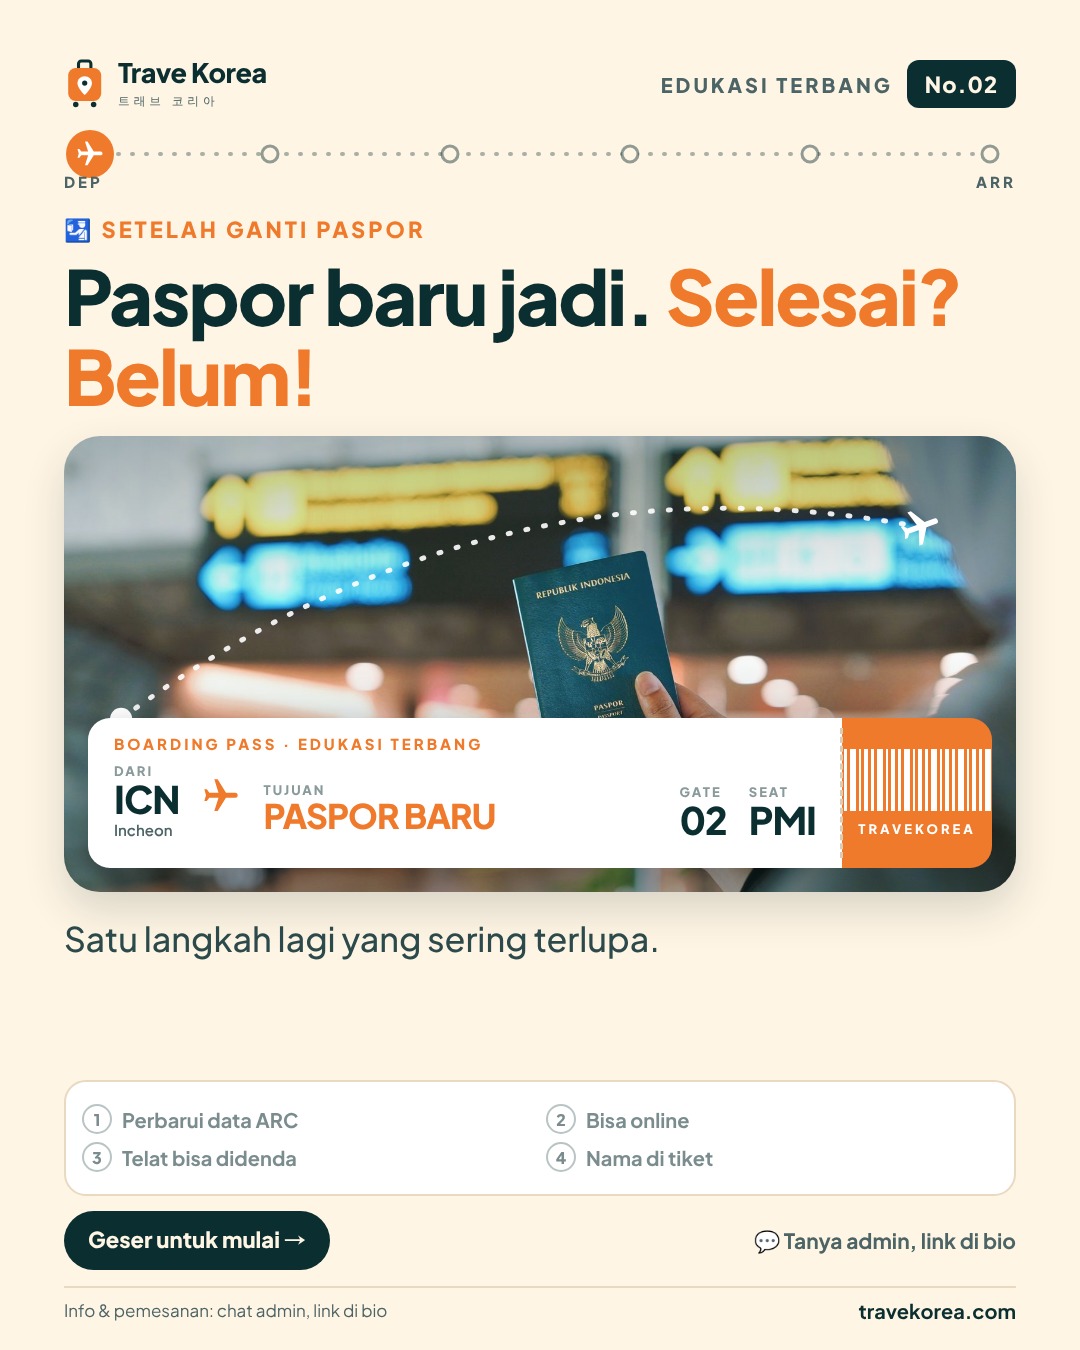 Trave Korea
트래브 코리아
EDUKASI TERBANG
No.02
DEP
ARR
SETELAH GANTI PASPOR
Paspor baru jadi. Selesai?
Belum!
REPUBLIK INDONESIA
PASPOR
PASSPORT
BOARDING PASS · EDUKASI TERBANG
DARI
ICN
Incheon
TUJUAN
PASPOR BARU
GATE
02
SEAT
PMI
TRAVEKOREA
Satu langkah lagi yang sering terlupa.
1 Perbarui data ARC
2 Bisa online
3 Telat bisa didenda
4 Nama di tiket
Geser untuk mulai →
💬 Tanya admin, link di bio
Info & pemesanan: chat admin, link di bio
travekorea.com